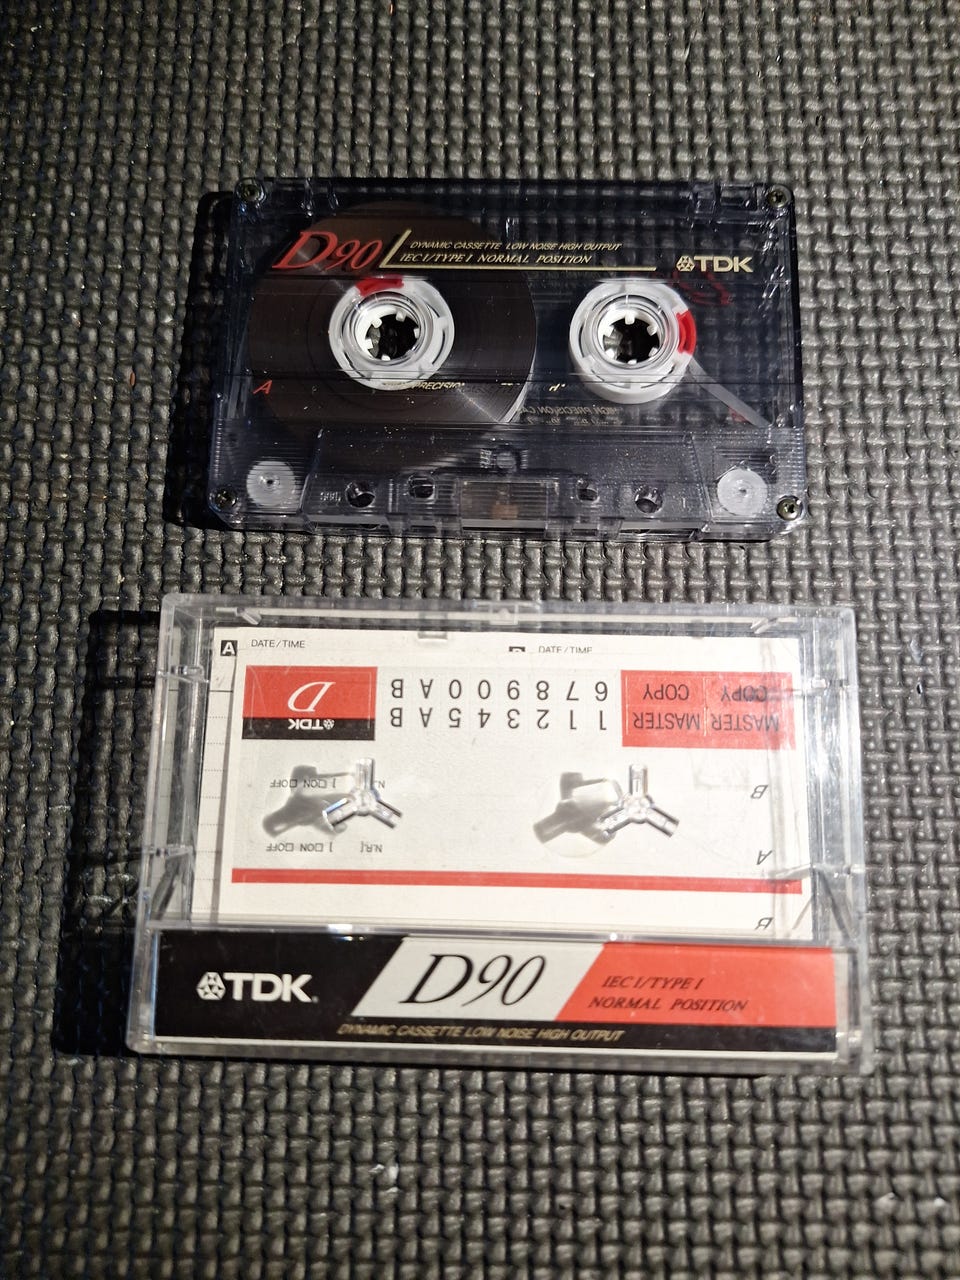 D90 DYNAMIC CASSETTE LOW NOISE HIGH OUTPUT
IEC I/TYPE I NORMAL POSITION
TDK
A
HIGH PRECISION
A DATE/TIME
B DATE/TIME
D
TDK
1 1 2 3 4 5 A B
6 7 8 9 0 0 A B
MASTER MASTER
COPY COPY
B
□ON □OFF
A
N.R.[ ] □ON □OFF
B
TDK
D90
IEC I/TYPE I
NORMAL POSITION
DYNAMIC CASSETTE LOW NOISE HIGH OUTPUT